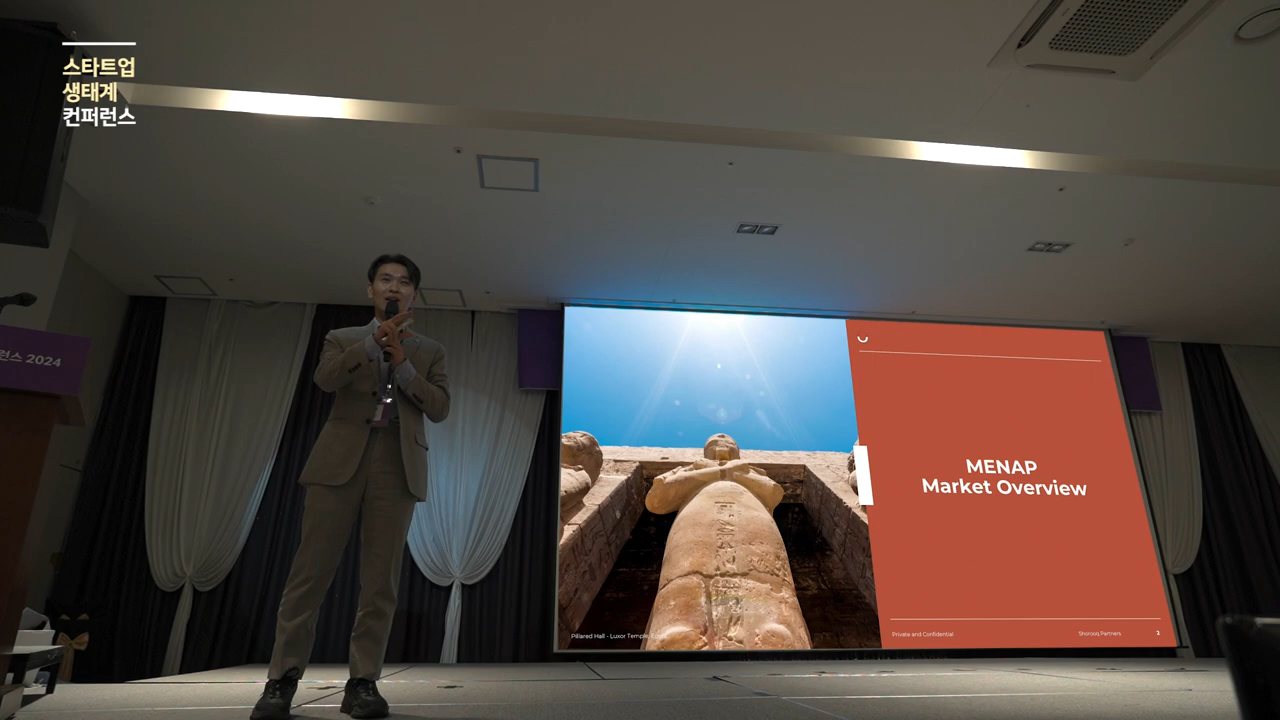 스타트업
생태계
컨퍼런스
런스 2024
MENAP
Market Overview
Pillared Hall - Luxor Temple,
Private and Confidential
Shorooq Partners
2